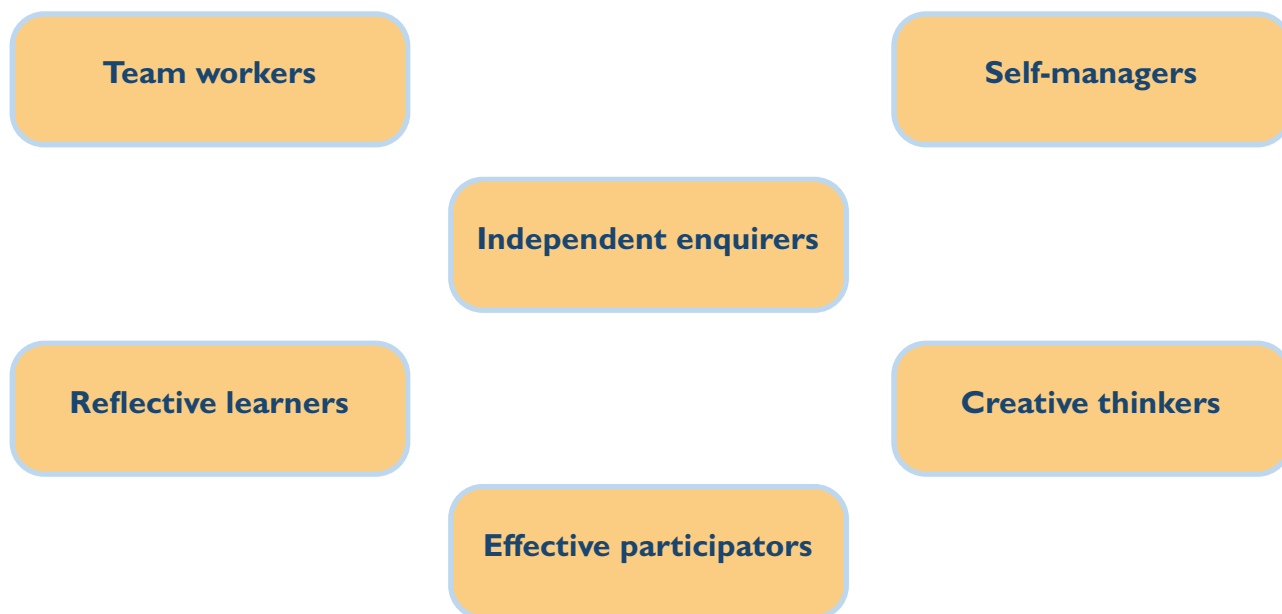 Team workers
Self-managers
Independent enquirers
Reflective learners
Creative thinkers
Effective participators